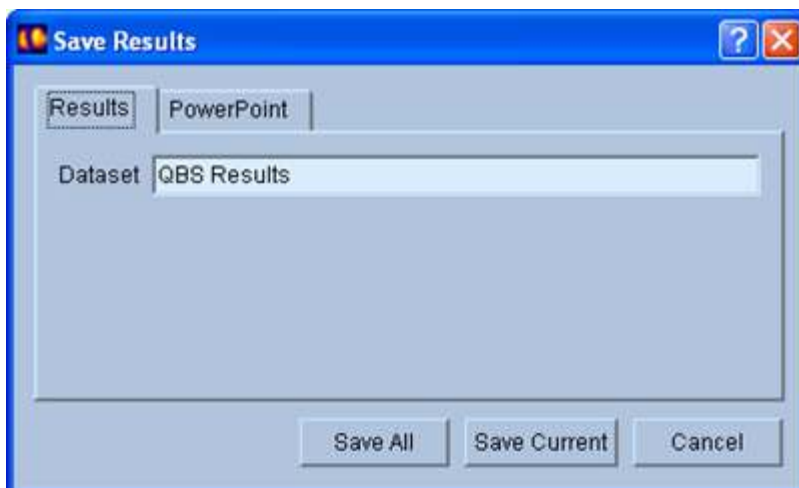 Save Results
Results PowerPoint
Dataset QBS Results
Save All Save Current Cancel